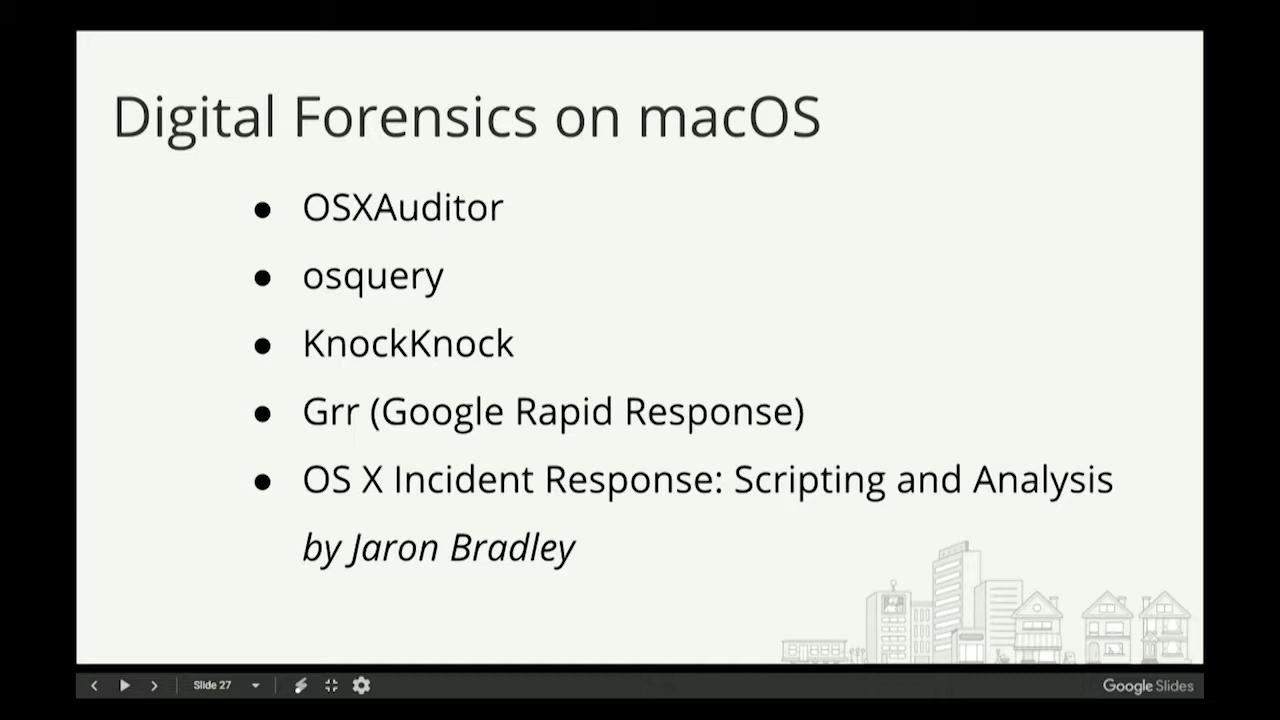 Digital Forensics on macOS
● OSXAuditor
● osquery
● KnockKnock
● Grr (Google Rapid Response)
● OS X Incident Response: Scripting and Analysis
by Jaron Bradley
Slide 27
Google Slides